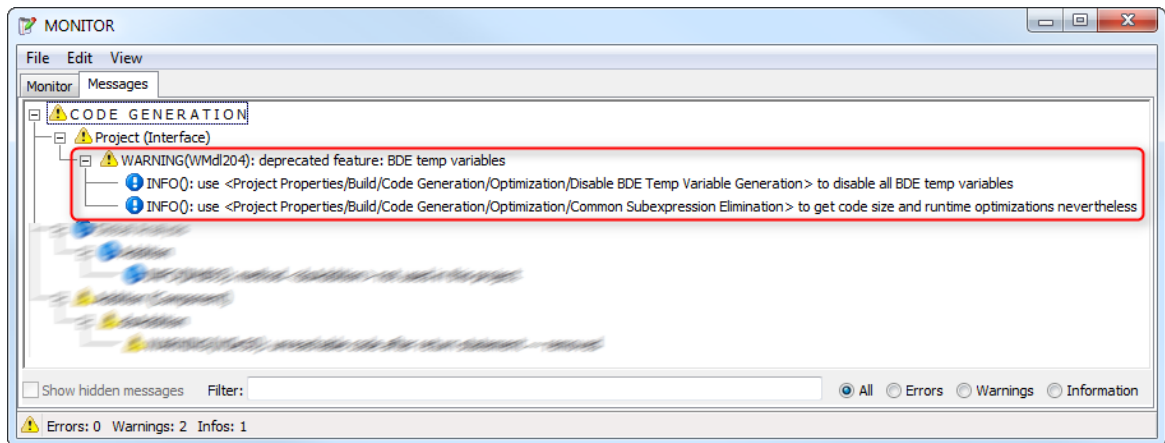 MONITOR
File Edit View
Monitor Messages
CODE GENERATION
Project (Interface)
WARNING(WMdl204): deprecated feature: BDE temp variables
INFO(): use <Project Properties/Build/Code Generation/Optimization/Disable BDE Temp Variable Generation> to disable all BDE temp variables
INFO(): use <Project Properties/Build/Code Generation/Optimization/Common Subexpression Elimination> to get code size and runtime optimizations nevertheless
Show hidden messages Filter: All Errors Warnings Information
Errors: 0 Warnings: 2 Infos: 1